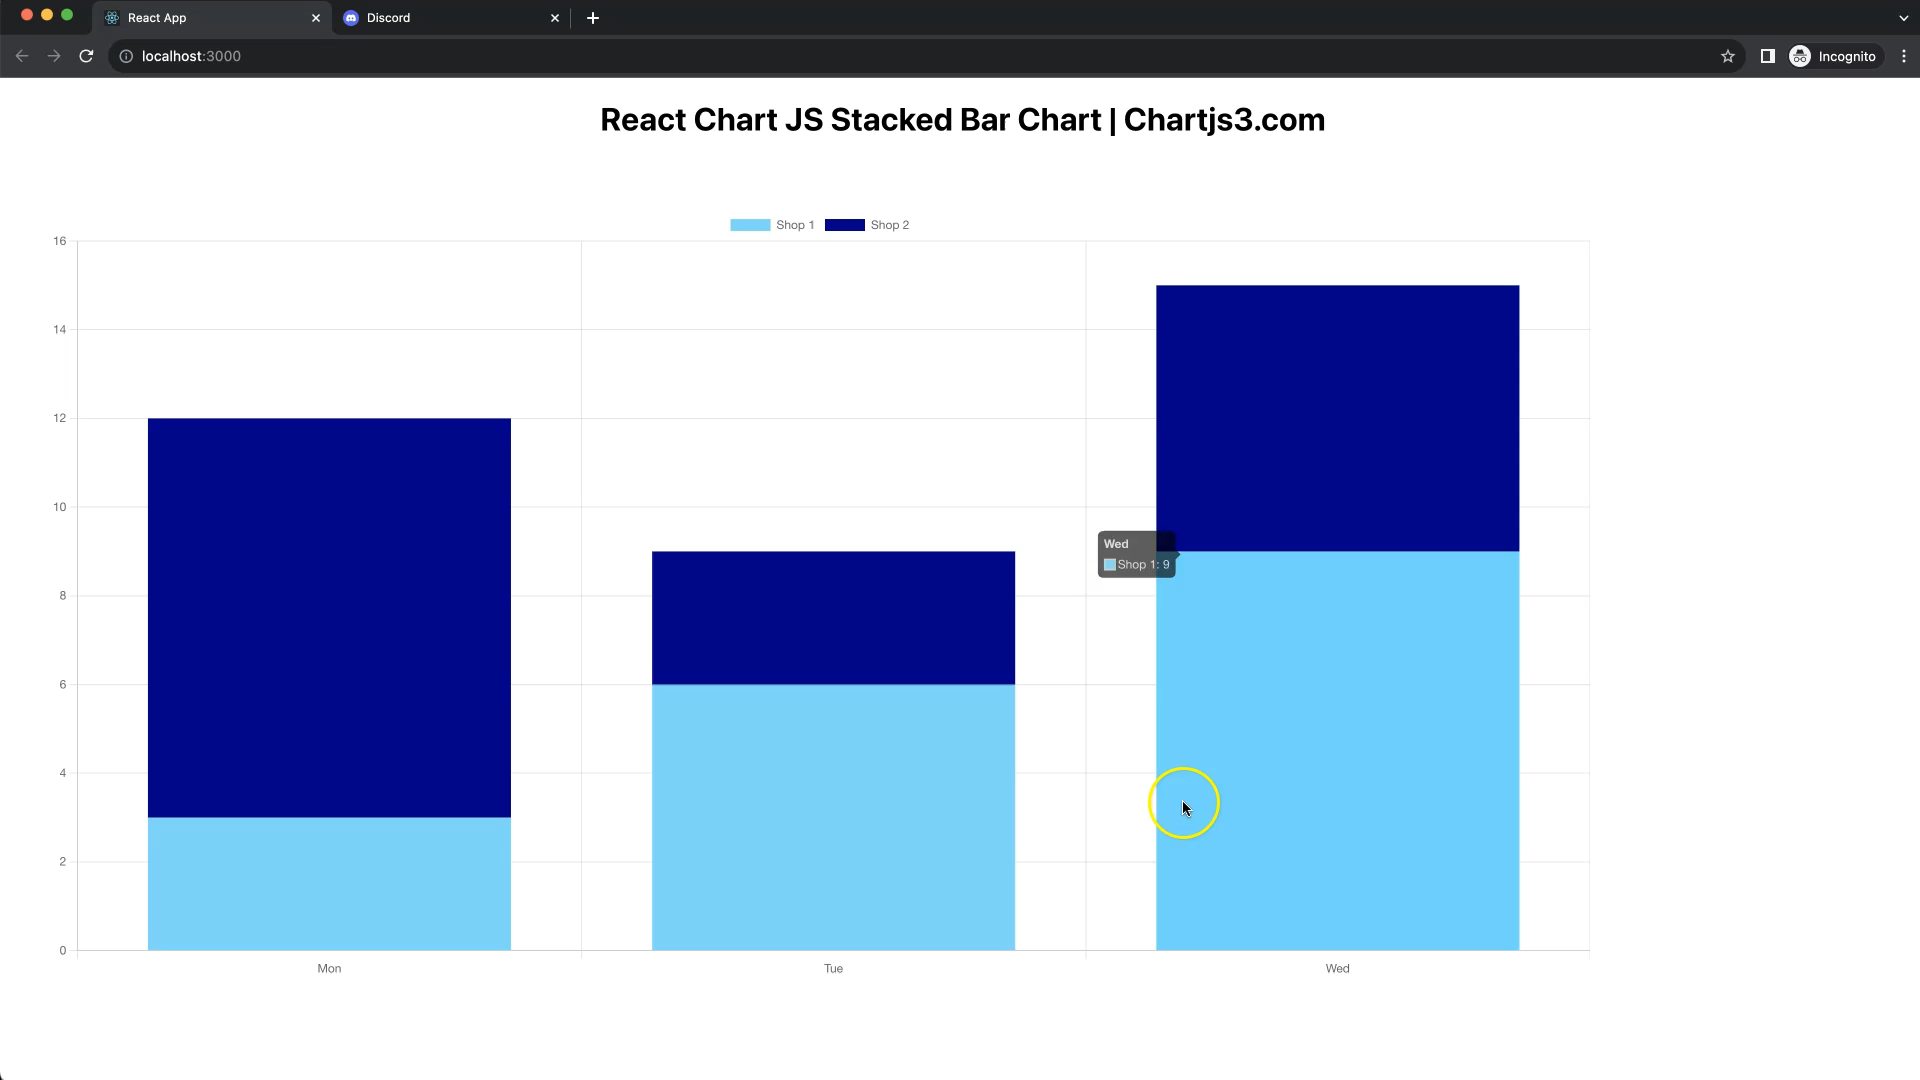 React App
Discord
localhost:3000
Incognito
React Chart JS Stacked Bar Chart | Chartjs3.com
Shop 1
Shop 2
16
14
12
10
8
6
4
2
0
Wed
Shop 1: 9
Mon
Tue
Wed